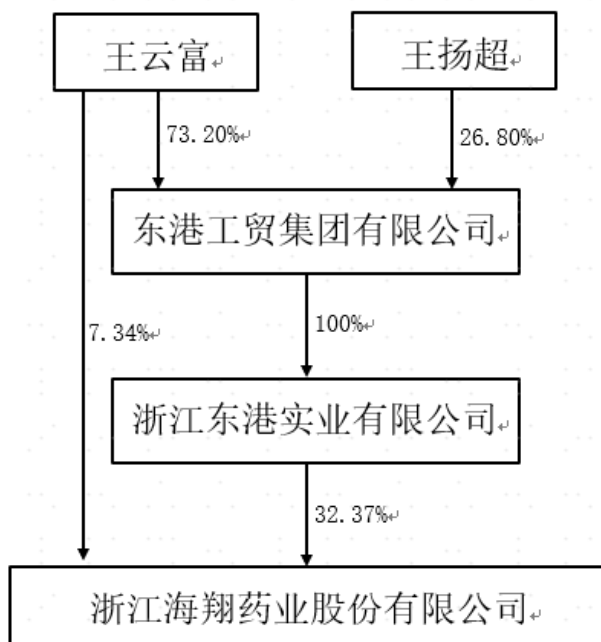 王云富
王扬超
73.20%
26.80%
东港工贸集团有限公司
7.34%
100%
浙江东港实业有限公司
32.37%
浙江海翔药业股份有限公司